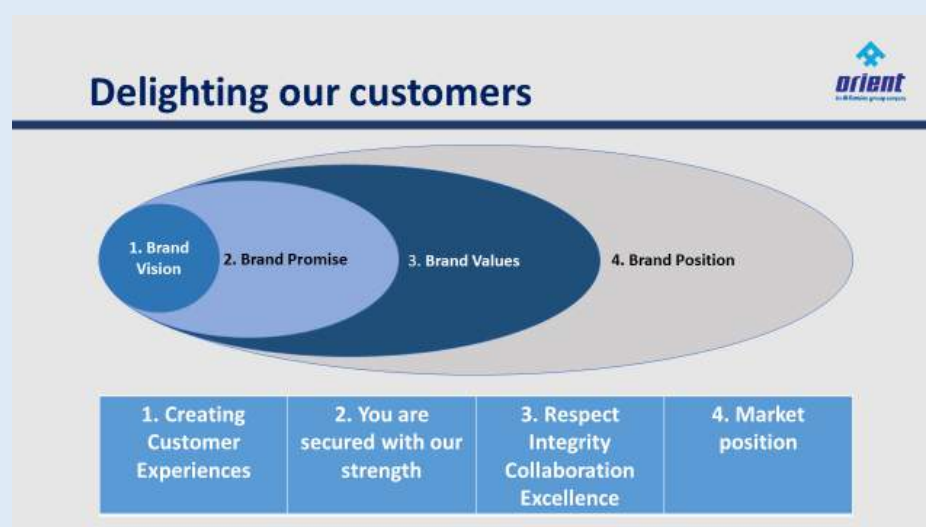 Delighting our customers
orient
1. Brand
Vision
2. Brand Promise
3. Brand Values
4. Brand Position
1. Creating
Customer
Experiences
2. You are
secured with our
strength
3. Respect
Integrity
Collaboration
Excellence
4. Market
position